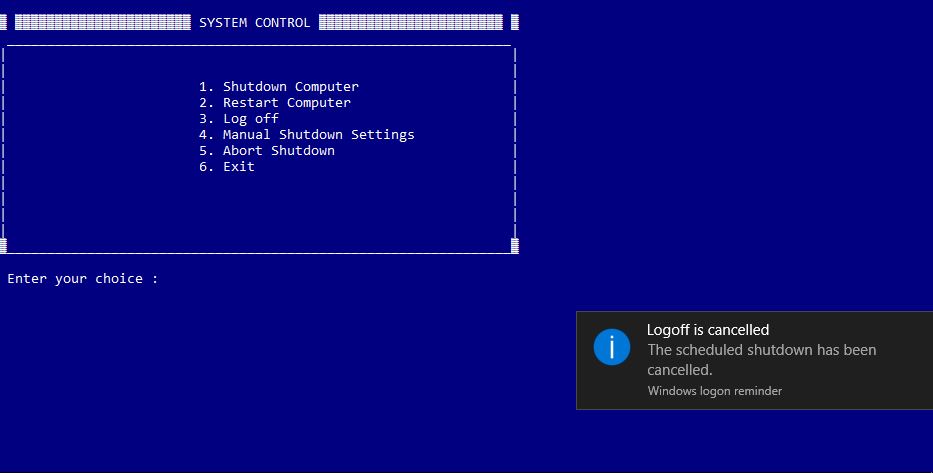 SYSTEM CONTROL
1. Shutdown Computer
2. Restart Computer
3. Log off
4. Manual Shutdown Settings
5. Abort Shutdown
6. Exit
Enter your choice :
Logoff is cancelled
The scheduled shutdown has been
cancelled.
Windows logon reminder